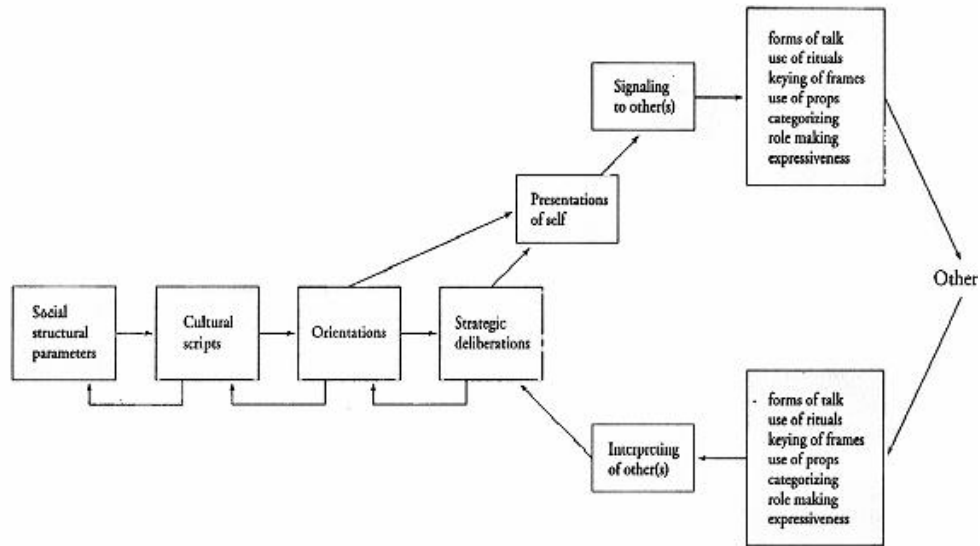 forms of talk
use of rituals
keying of frames
use of props
categorizing
role making
expressiveness
Signaling
to other(s)
Presentations
of self
Other
Social
structural
parameters
Cultural
scripts
Orientations
Strategic
deliberations
Interpreting
of other(s)
forms of talk
use of rituals
keying of frames
use of props
categorizing
role making
expressiveness